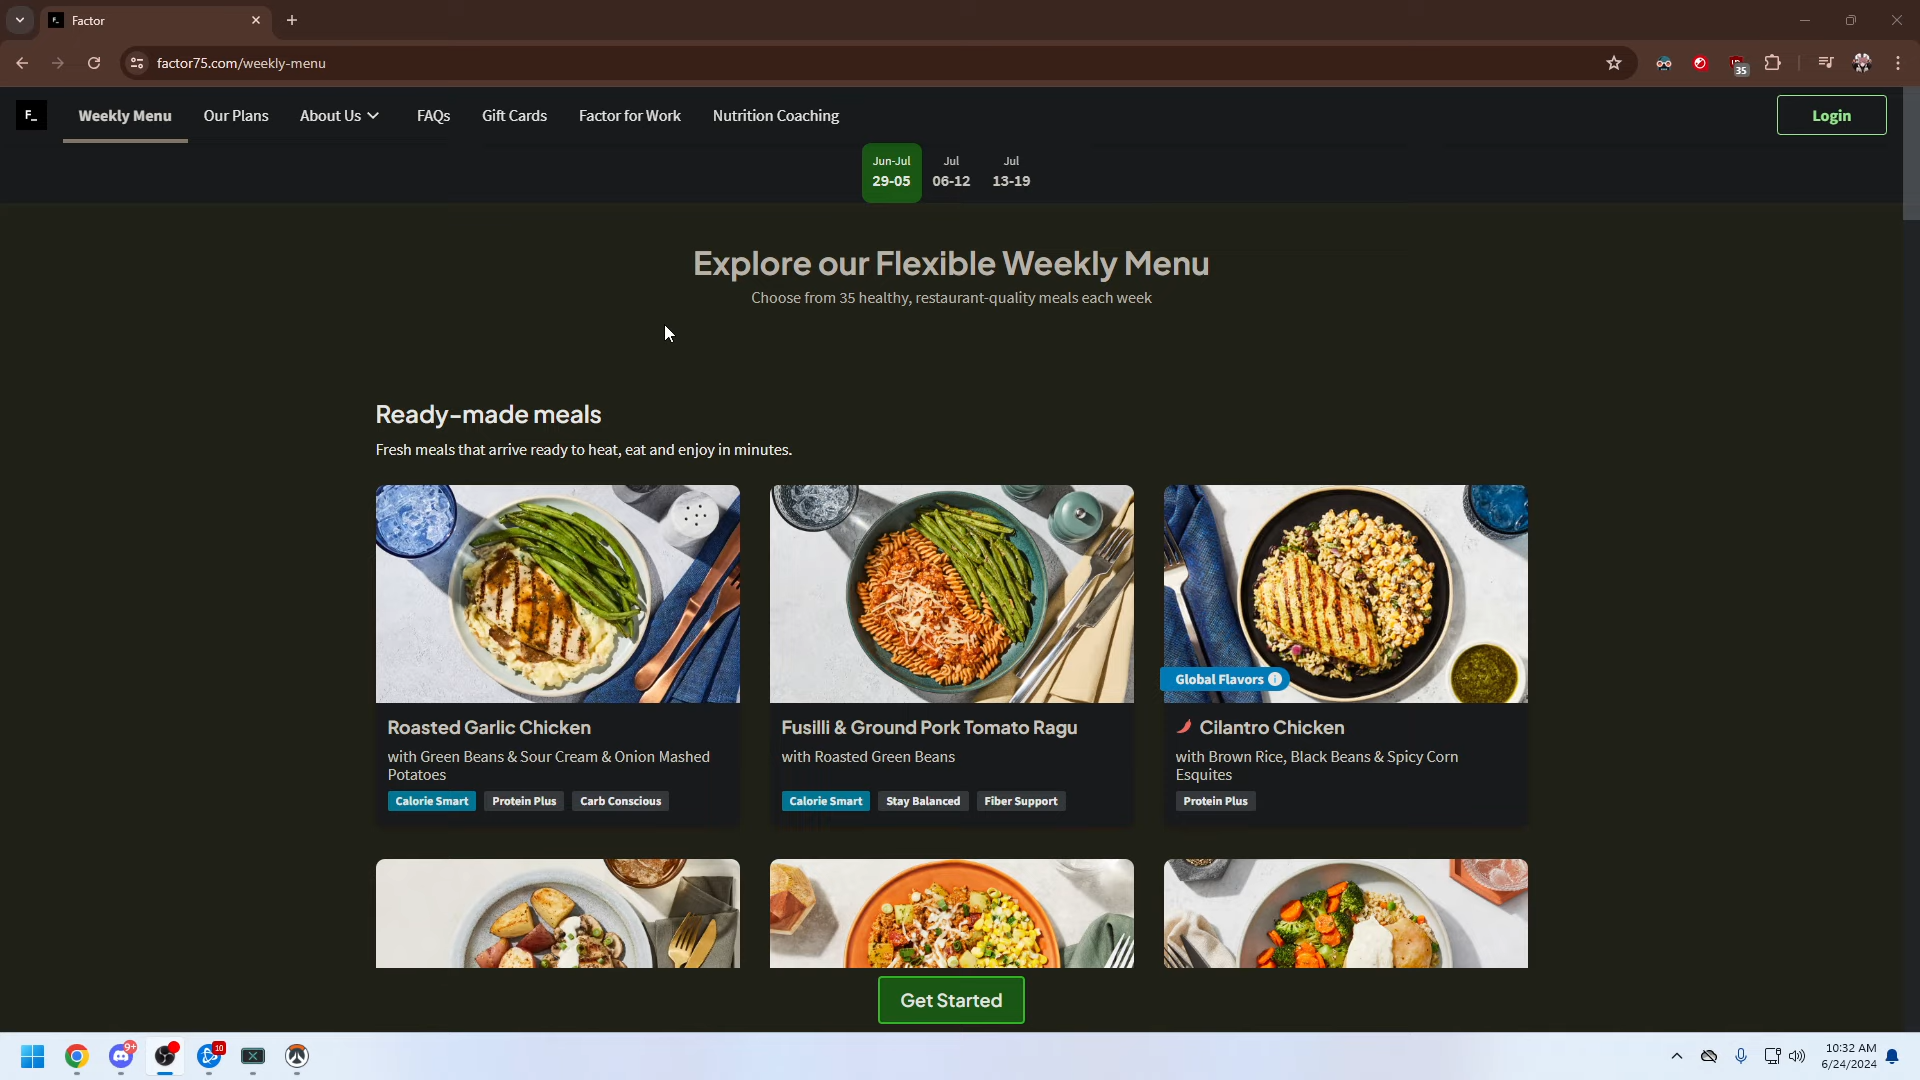 Factor
factor75.com/weekly-menu
35
F_
Weekly Menu
Our Plans
About Us
FAQs
Gift Cards
Factor for Work
Nutrition Coaching
Login
Jun-Jul
29-05
Jul
06-12
Jul
13-19
Explore our Flexible Weekly Menu
Choose from 35 healthy, restaurant-quality meals each week
Ready-made meals
Fresh meals that arrive ready to heat, eat and enjoy in minutes.
Global Flavors
Roasted Garlic Chicken
with Green Beans & Sour Cream & Onion Mashed
Potatoes
Calorie Smart
Protein Plus
Carb Conscious
Fusilli & Ground Pork Tomato Ragu
with Roasted Green Beans
Calorie Smart
Stay Balanced
Fiber Support
Cilantro Chicken
with Brown Rice, Black Beans & Spicy Corn
Esquites
Protein Plus
Get Started
9+
10
10:32 AM
6/24/2024